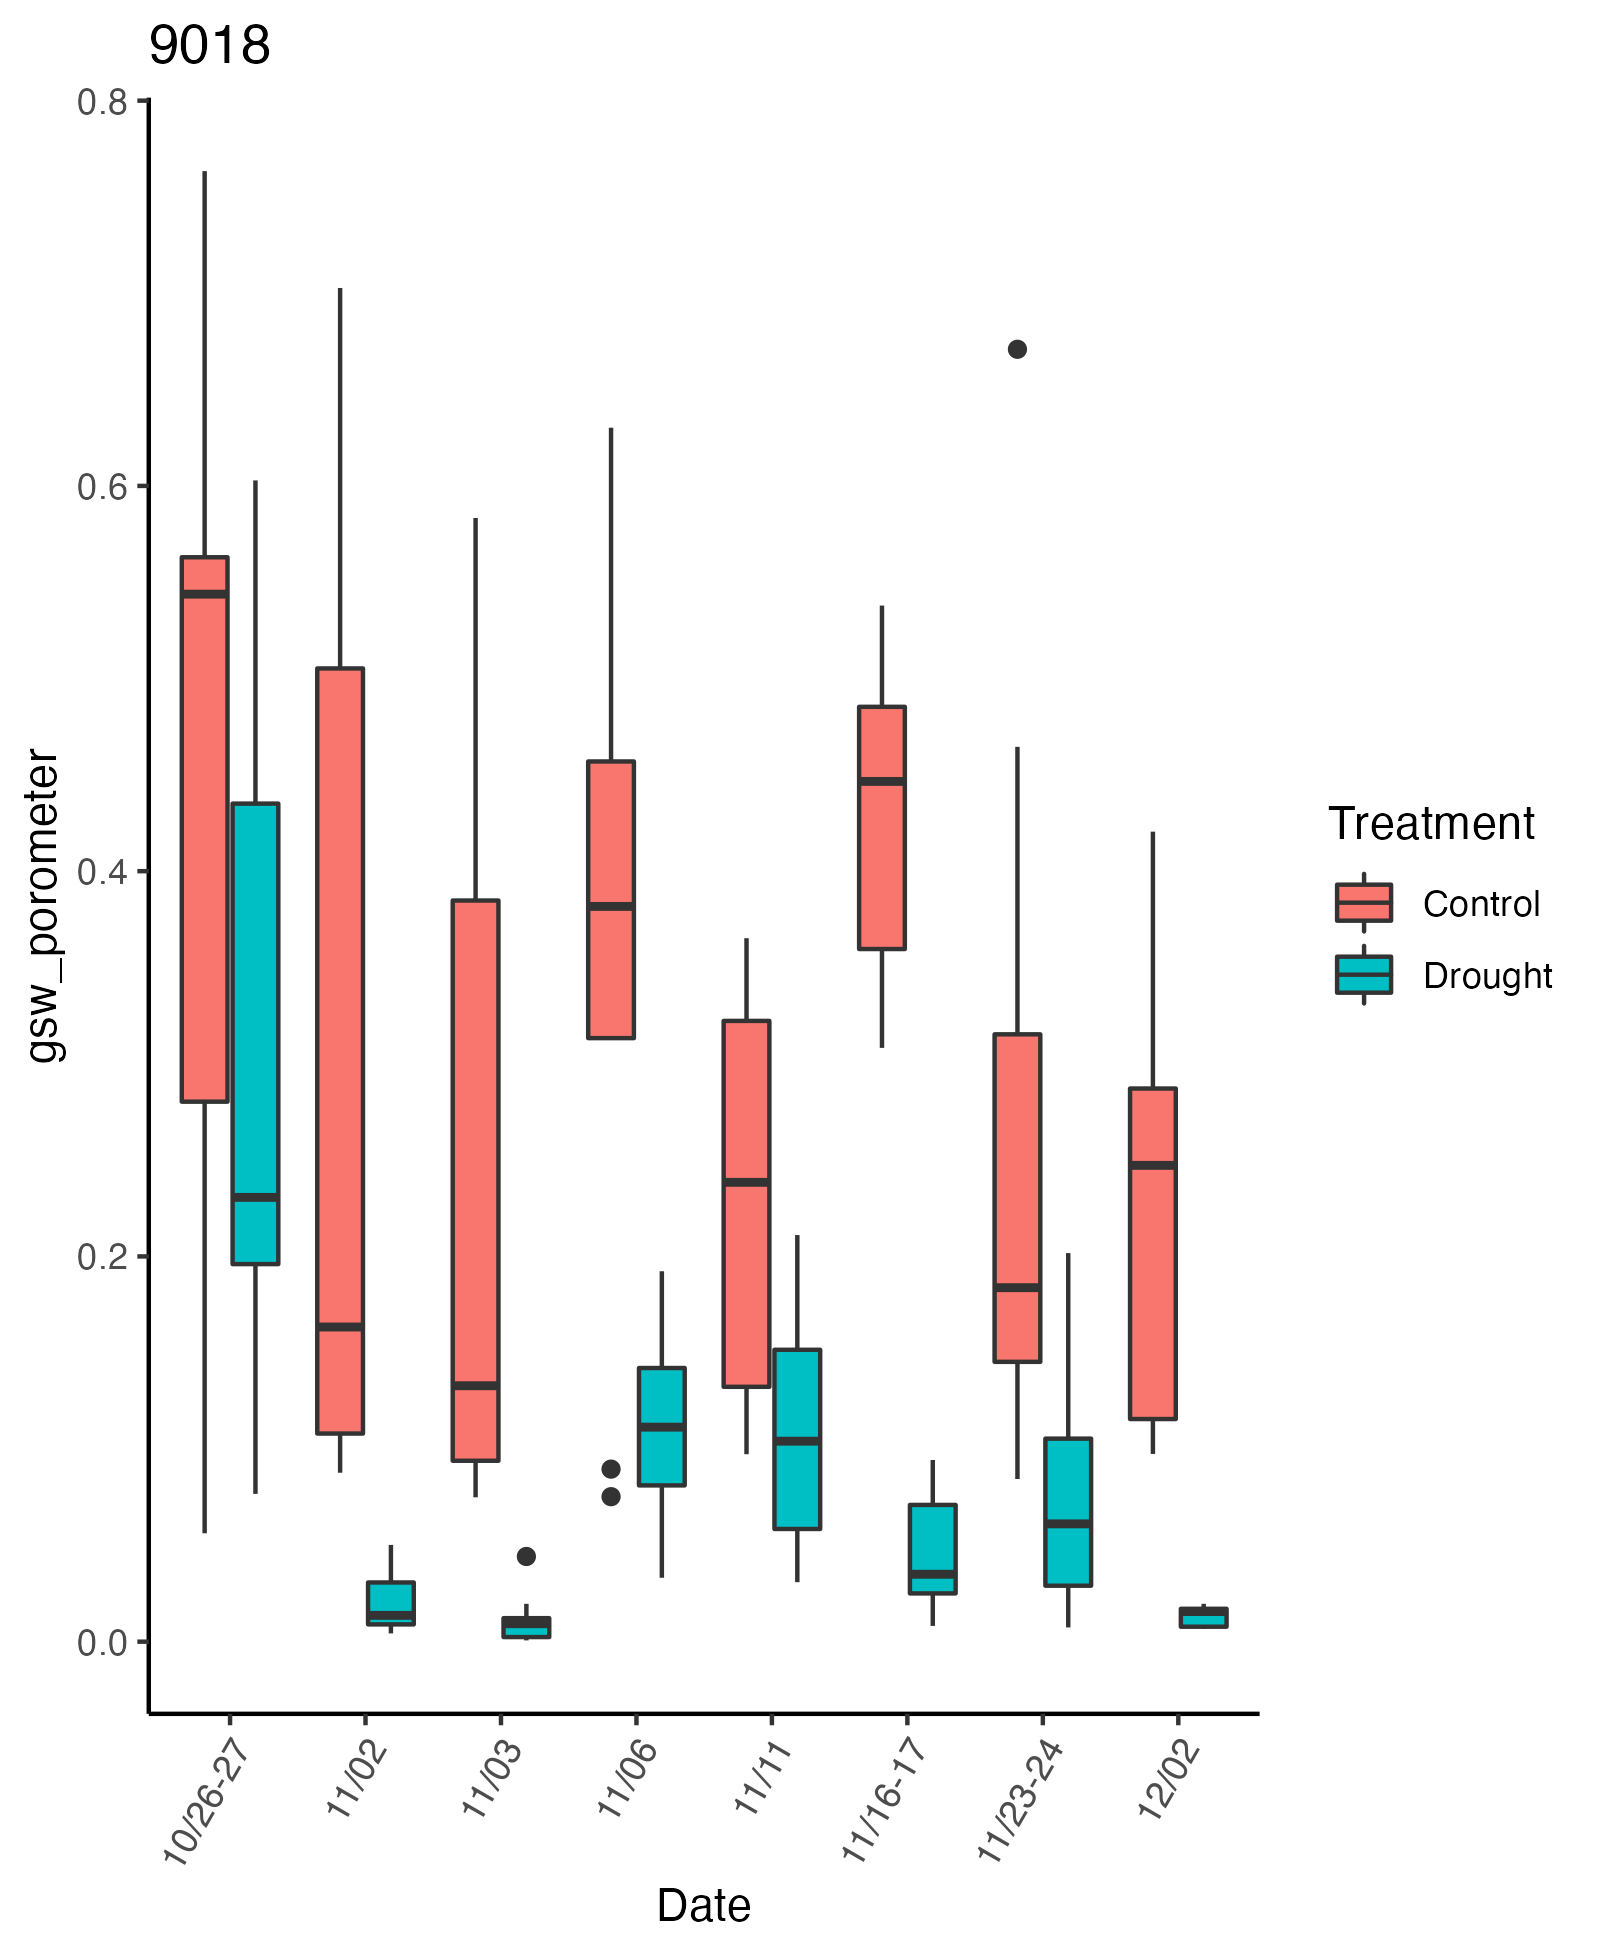 9018
0.8
0.6
0.4
0.2
0.0
gsw_porometer
10/26-27
11/02
11/03
11/06
11/11
11/16-17
11/23-24
12/02
Date
Treatment
Control
Drought